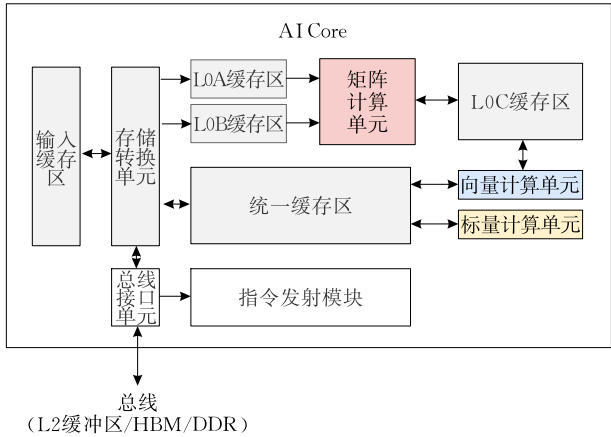 AI Core
输入
缓存
区
存储
转换
单元
L0A缓存区
L0B缓存区
矩阵
计算
单元
L0C缓存区
统一缓存区
向量计算单元
标量计算单元
总线
接口
单元
指令发射模块
总线
（L2缓冲区/HBM/DDR）